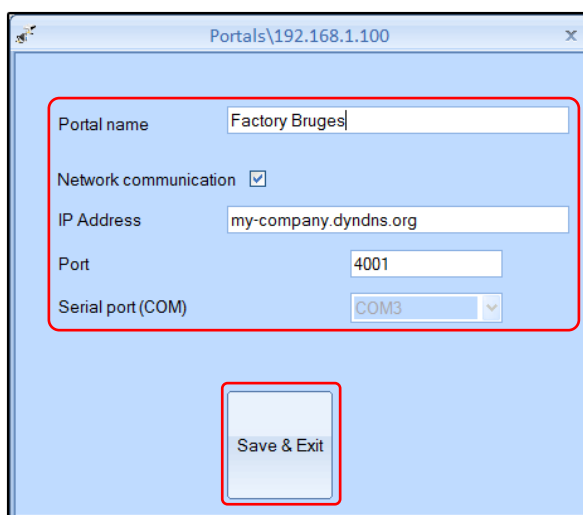 Portals\192.168.1.100 x
Portal name Factory Bruges
Network communication
IP Address my-company.dyndns.org
Port 4001
Serial port (COM) COM3
Save & Exit